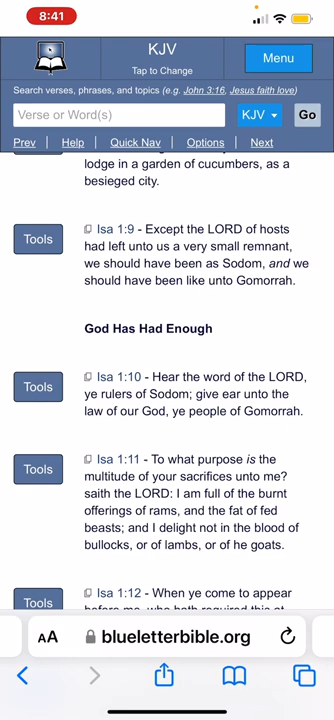 8:41
KJV
Tap to Change
Menu
Search verses, phrases, and topics (e.g. John 3:16, Jesus faith love)
Verse or Word(s)
KJV
Go
Prev | Help | Quick Nav | Options | Next
lodge in a garden of cucumbers, as a
besieged city.
Tools
Isa 1:9 - Except the LORD of hosts
had left unto us a very small remnant,
we should have been as Sodom, and we
should have been like unto Gomorrah.
God Has Had Enough
Tools
Isa 1:10 - Hear the word of the LORD,
ye rulers of Sodom; give ear unto the
law of our God, ye people of Gomorrah.
Tools
Isa 1:11 - To what purpose is the
multitude of your sacrifices unto me?
saith the LORD: I am full of the burnt
offerings of rams, and the fat of fed
beasts; and I delight not in the blood of
bullocks, or of lambs, or of he goats.
Tools
Isa 1:12 - When ye come to appear
before me, who hath required this at
AA
blueletterbible.org